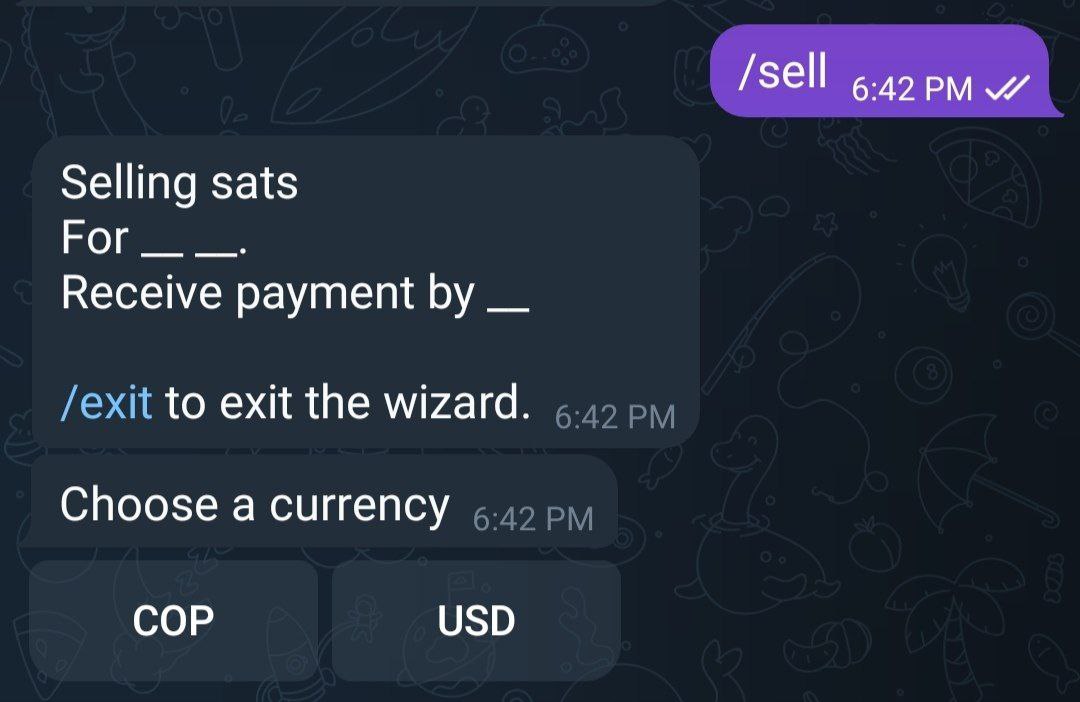 /sell 6:42 PM
Selling sats
For __ __.
Receive payment by __
/exit to exit the wizard. 6:42 PM
Choose a currency 6:42 PM
COP USD